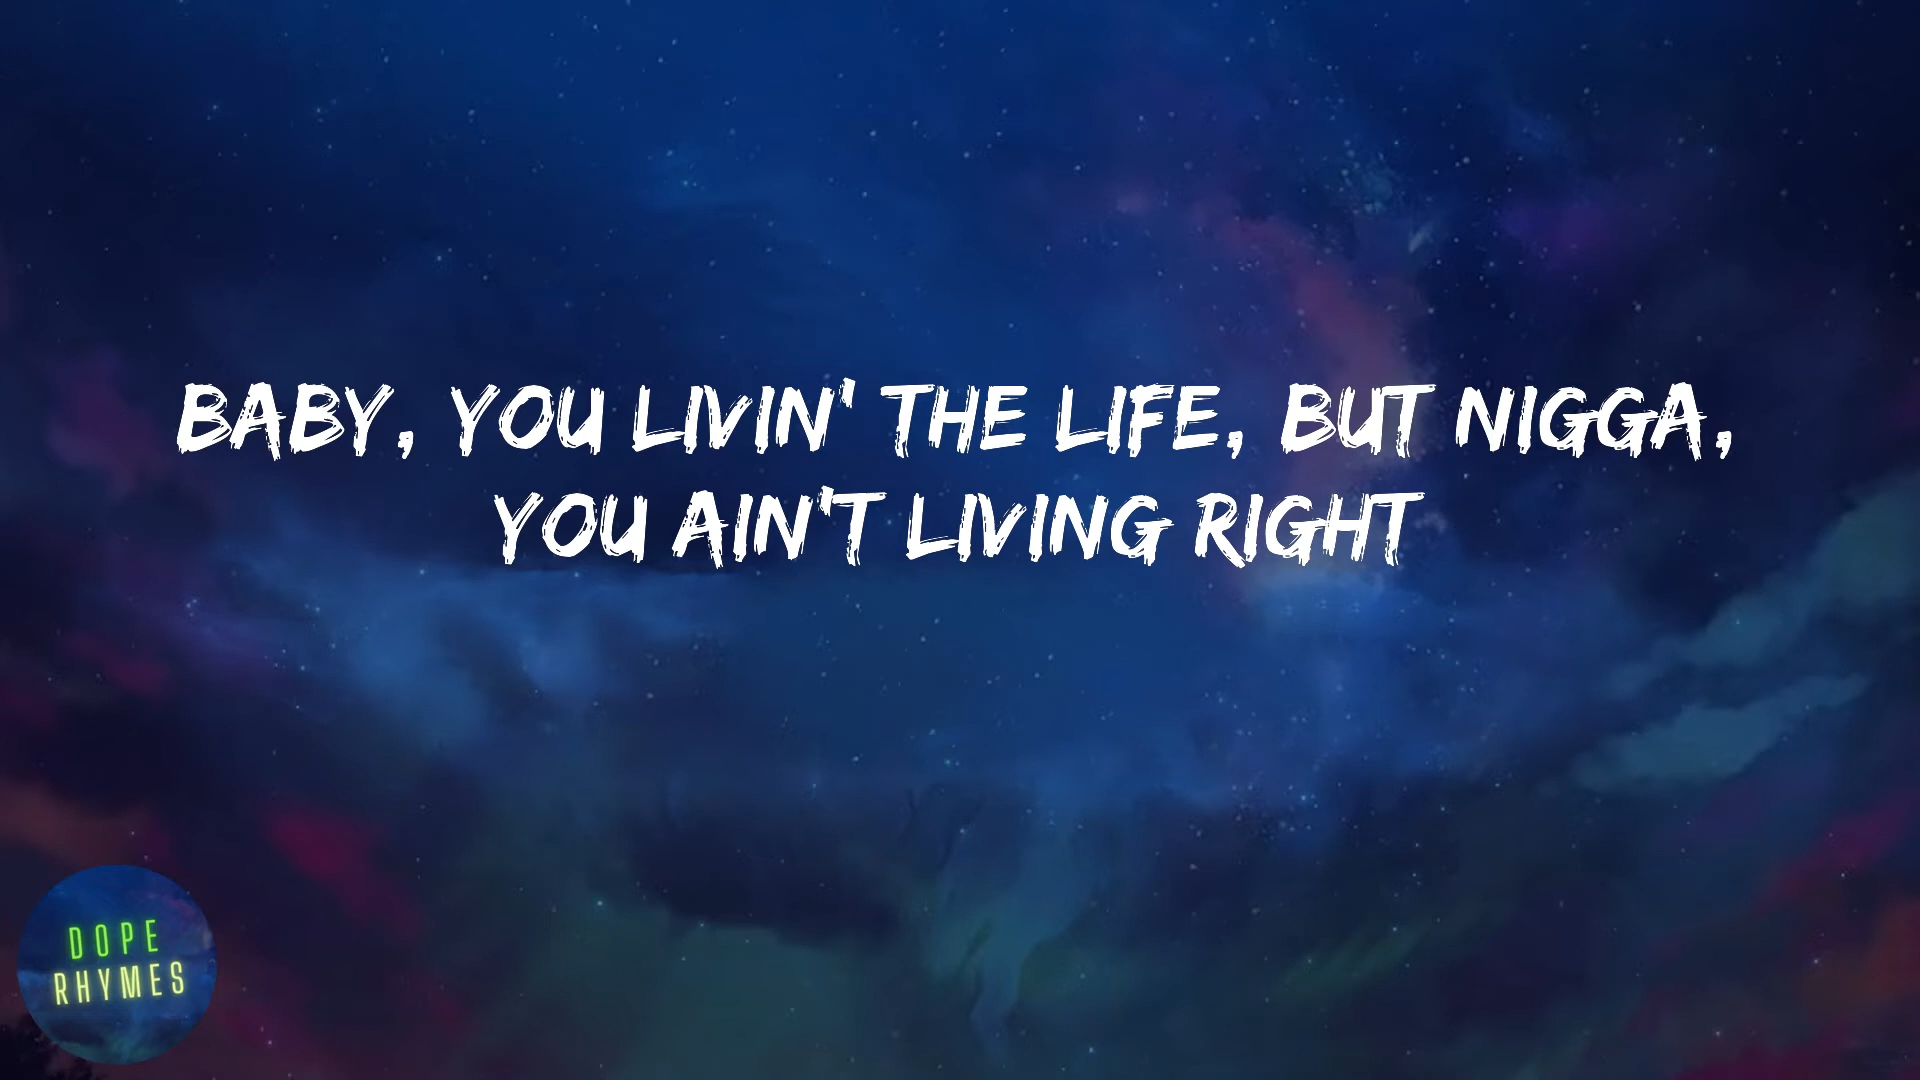 BABY, YOU LIVIN' THE LIFE, BUT NIGGA,
YOU AIN'T LIVING RIGHT
DOPE
RHYMES